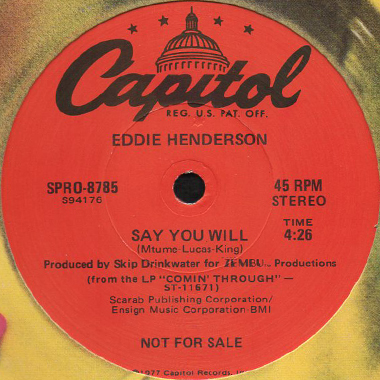 Capitol
REG. U.S. PAT. OFF.
EDDIE HENDERSON
SPRO-8785
S94176
45 RPM
STEREO
TIME
4:26
SAY YOU WILL
(Mtume-Lucas-King)
Produced by Skip Drinkwater for Productions
(from the LP "COMIN' THROUGH"—
ST-11671)
Scarab Publishing Corporation/
Ensign Music Corporation-BMI
NOT FOR SALE
1977 Capitol Records,